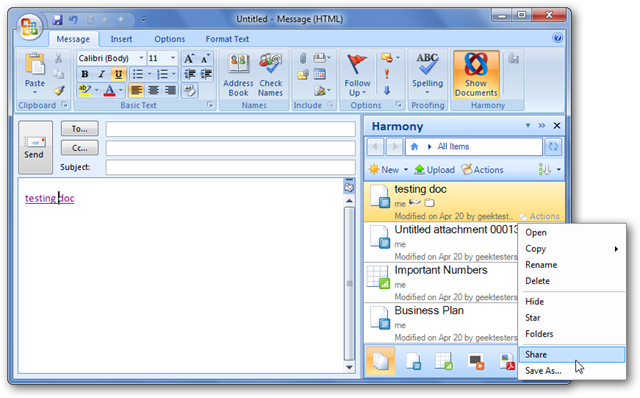 Untitled - Message (HTML)
Message Insert Options Format Text
Paste
Clipboard
Calibri (Body) 11
B I U
Basic Text
Address Book
Check Names
Names
Include
Follow Up
Options
ABC
Spelling
Proofing
Show Documents
Harmony
Send
To...
Cc...
Subject:
testing doc
Harmony
All Items
New Upload Actions
testing doc
me
Modified on Apr 20 by geektest.. Actions
Untitled attachment 00013
me
Modified on Apr 20 by geektesters
Important Numbers
me
Modified on Apr 20 by geektesters
Business Plan
me
Modified on Apr 20 by geektesters
Open
Copy
Rename
Delete
Hide
Star
Folders
Share
Save As...